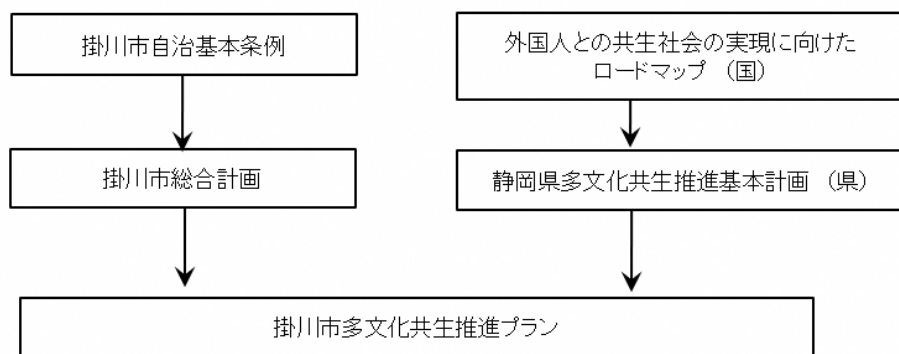 掛川市自治基本条例
外国人との共生社会の実現に向けた
ロードマップ （国）
掛川市総合計画
静岡県多文化共生推進基本計画 （県）
掛川市多文化共生推進プラン